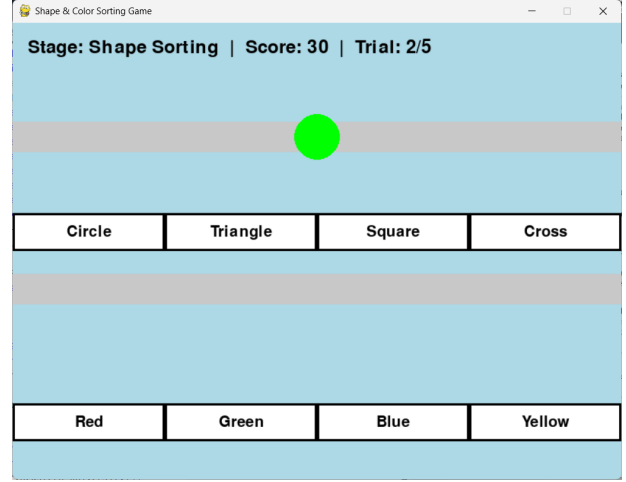 Shape & Color Sorting Game
Stage: Shape Sorting | Score: 30 | Trial: 2/5
Circle Triangle Square Cross
Red Green Blue Yellow